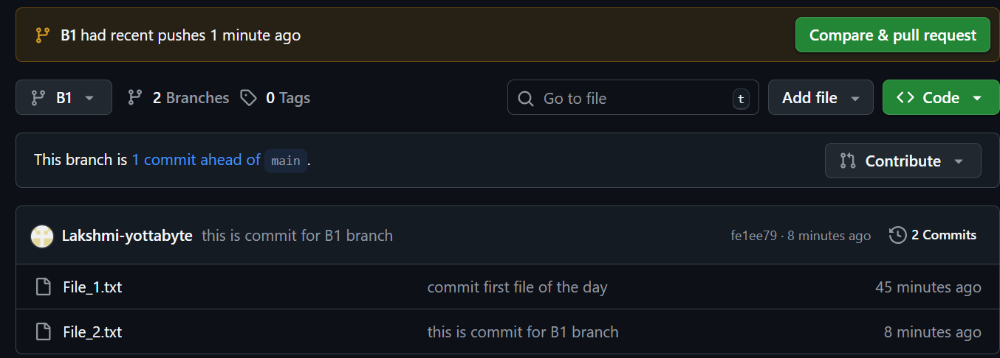 B1 had recent pushes 1 minute ago
Compare & pull request
B1
2 Branches
0 Tags
Go to file
t
Add file
Code
This branch is 1 commit ahead of main .
Contribute
Lakshmi-yottabyte this is commit for B1 branch
fe1ee79 · 8 minutes ago
2 Commits
File_1.txt commit first file of the day 45 minutes ago
File_2.txt this is commit for B1 branch 8 minutes ago